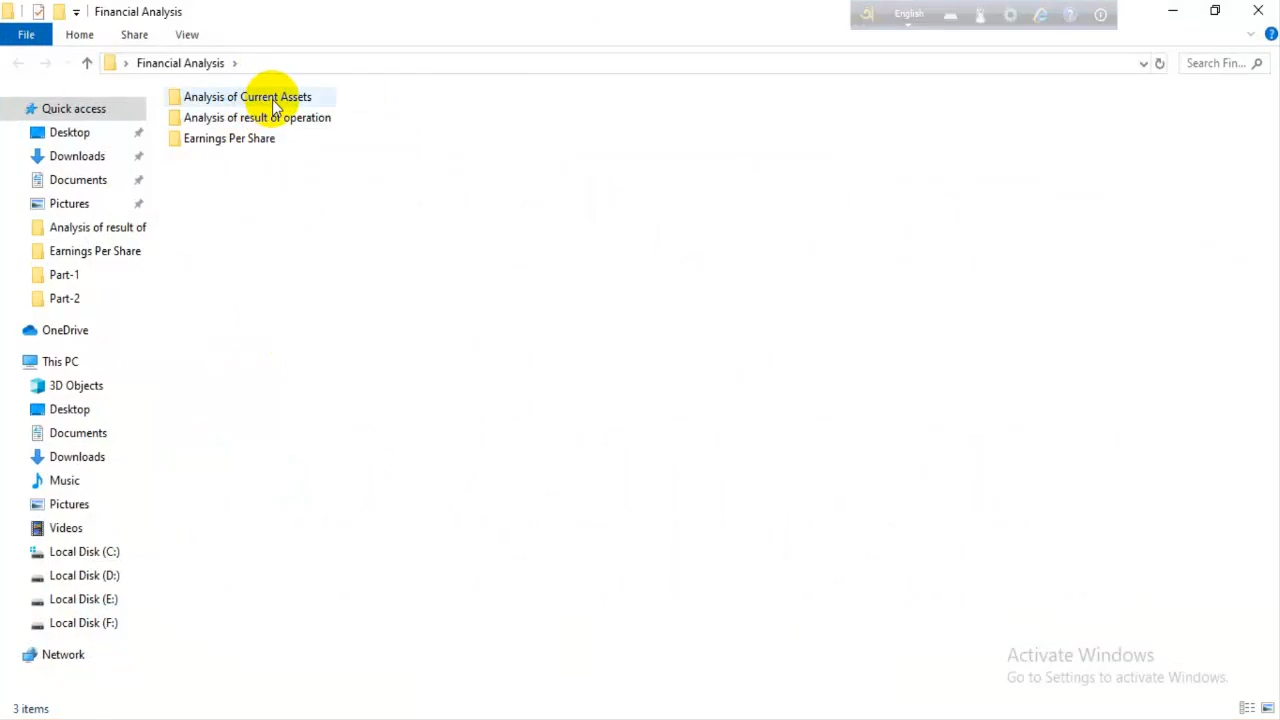 Financial Analysis
English
File
Home
Share
View
Financial Analysis
Search Fin...
Quick access
Desktop
Downloads
Documents
Pictures
Analysis of result of
Earnings Per Share
Part-1
Part-2
OneDrive
This PC
3D Objects
Desktop
Documents
Downloads
Music
Pictures
Videos
Local Disk (C:)
Local Disk (D:)
Local Disk (E:)
Local Disk (F:)
Network
Analysis of Current Assets
Analysis of result of operation
Earnings Per Share
Activate Windows
Go to Settings to activate Windows.
3 items